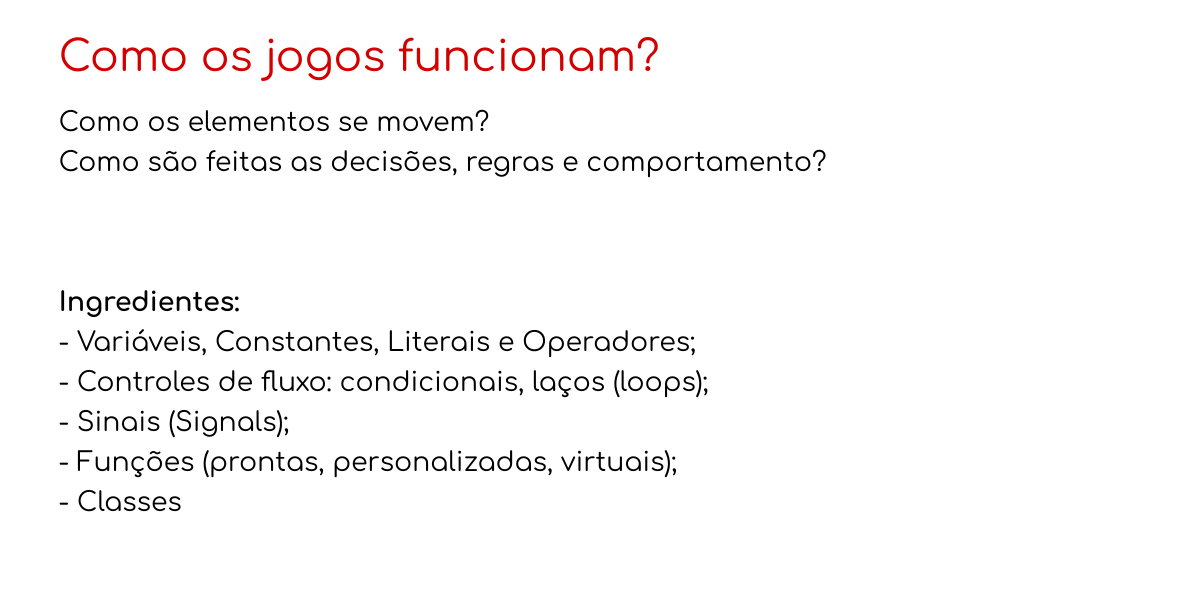 Como os jogos funcionam?
Como os elementos se movem?
Como são feitas as decisões, regras e comportamento?
Ingredientes:
- Variáveis, Constantes, Literais e Operadores;
- Controles de fluxo: condicionais, laços (loops);
- Sinais (Signals);
- Funções (prontas, personalizadas, virtuais);
- Classes